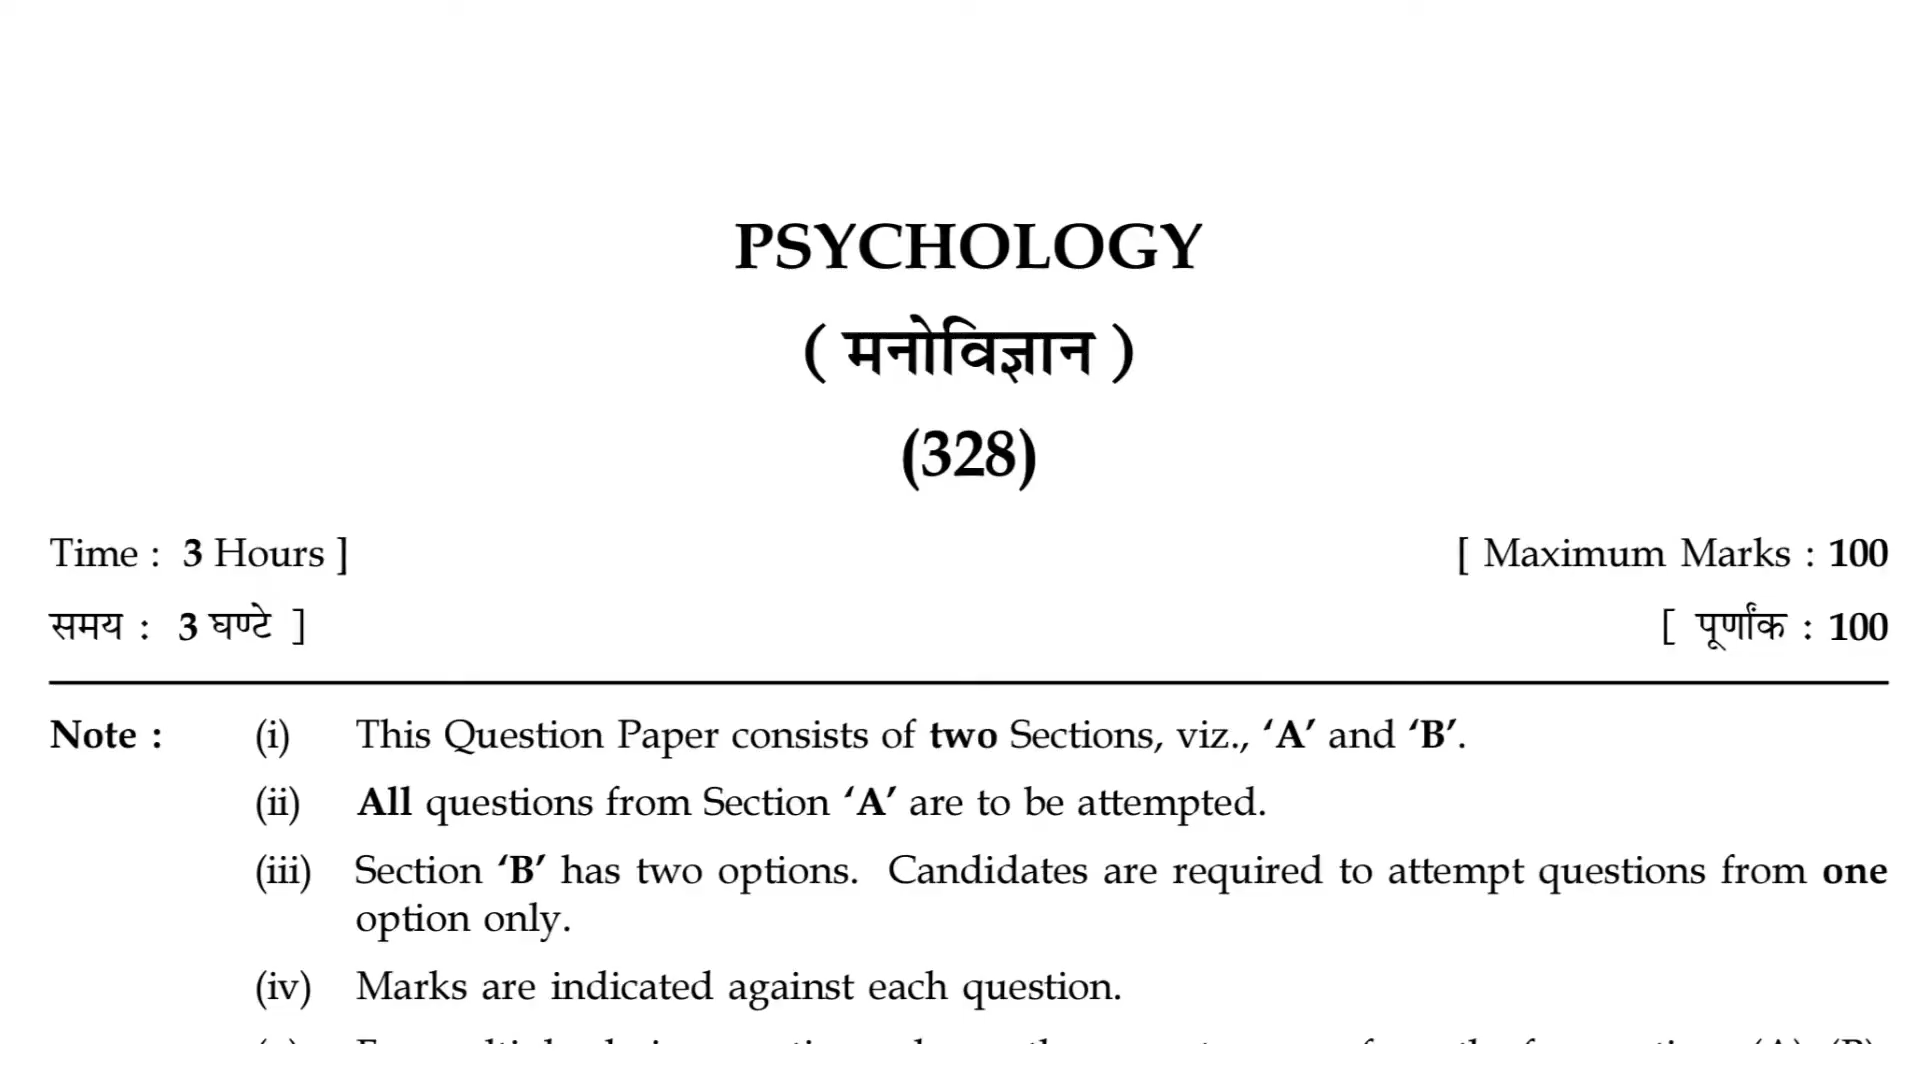 PSYCHOLOGY
( मनोविज्ञान )
(328)
Time : 3 Hours ] [ Maximum Marks : 100
समय : 3 घण्टे ] [ पूर्णांक : 100
Note : (i) This Question Paper consists of two Sections, viz., ‘A’ and ‘B’.
(ii) All questions from Section ‘A’ are to be attempted.
(iii) Section ‘B’ has two options. Candidates are required to attempt questions from one
option only.
(iv) Marks are indicated against each question.